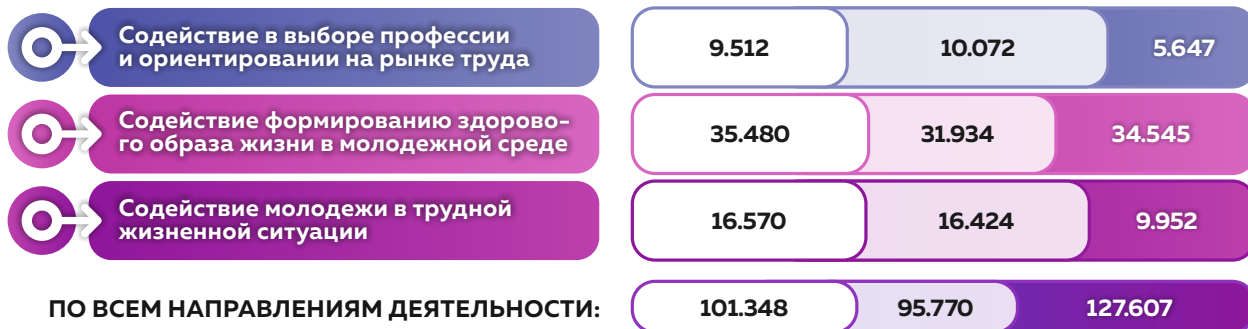 Содействие в выборе профессии
и ориентировании на рынке труда
9.512 10.072 5.647
Содействие формированию здорово-
го образа жизни в молодежной среде
35.480 31.934 34.545
Содействие молодежи в трудной
жизненной ситуации
16.570 16.424 9.952
ПО ВСЕМ НАПРАВЛЕНИЯМ ДЕЯТЕЛЬНОСТИ:
101.348 95.770 127.607